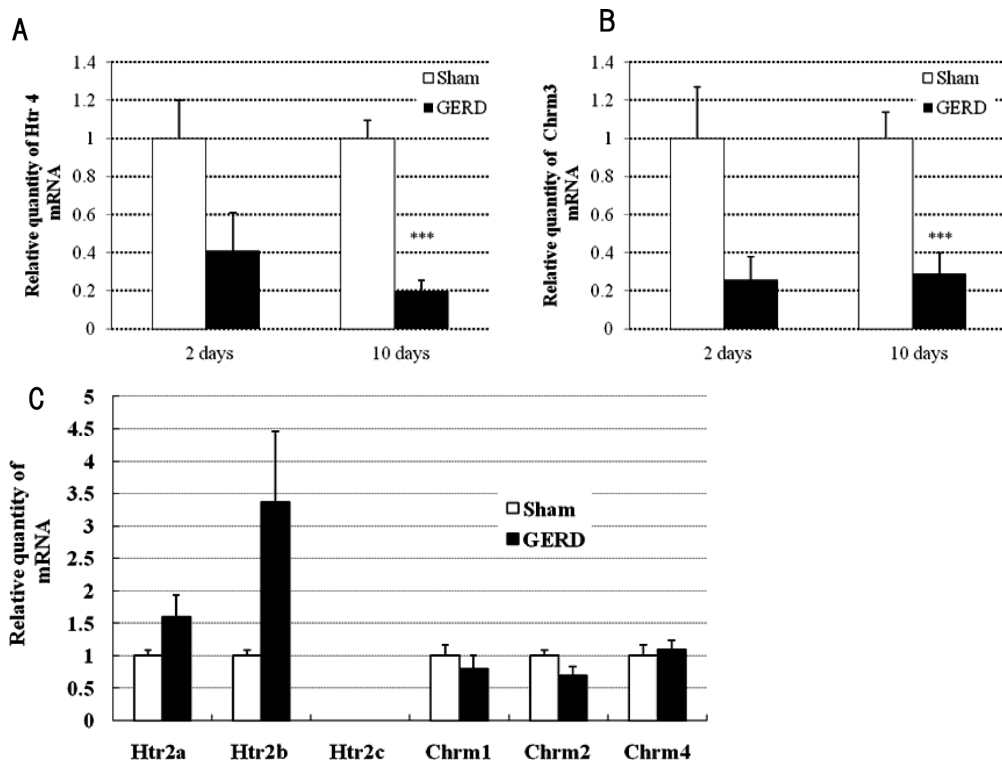 A
Relative quantity of Htr 4
mRNA
1.4
1.2
1
0.8
0.6
0.4
0.2
0
Sham
GERD
***
2 days
10 days
B
Relative quantity of Chrm3
mRNA
1.4
1.2
1
0.8
0.6
0.4
0.2
0
Sham
GERD
***
2 days
10 days
C
Relative quantity of
mRNA
5
4.5
4
3.5
3
2.5
2
1.5
1
0.5
0
Sham
GERD
Htr2a
Htr2b
Htr2c
Chrm1
Chrm2
Chrm4